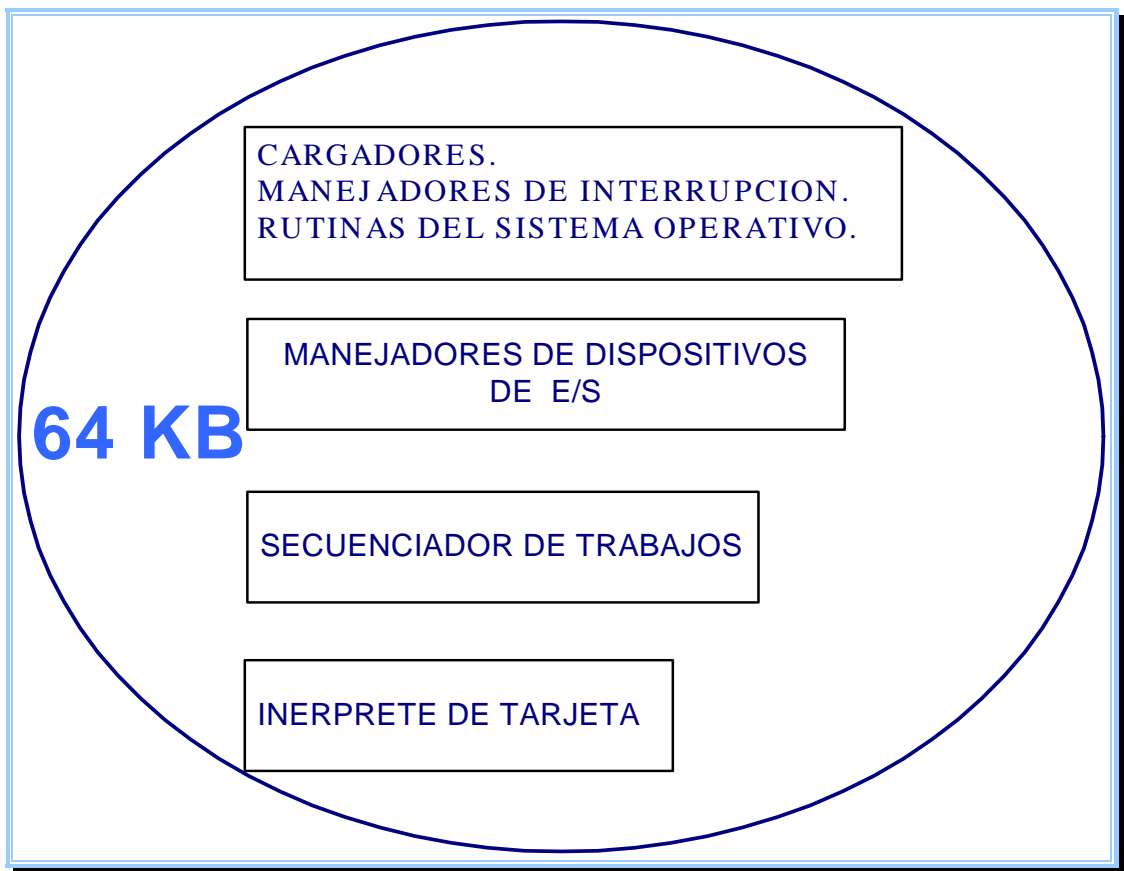 CARGADORES.
MANEJADORES DE INTERRUPCION.
RUTINAS DEL SISTEMA OPERATIVO.
MANEJADORES DE DISPOSITIVOS
DE E/S
64 KB
SECUENCIADOR DE TRABAJOS
INERPRETE DE TARJETA